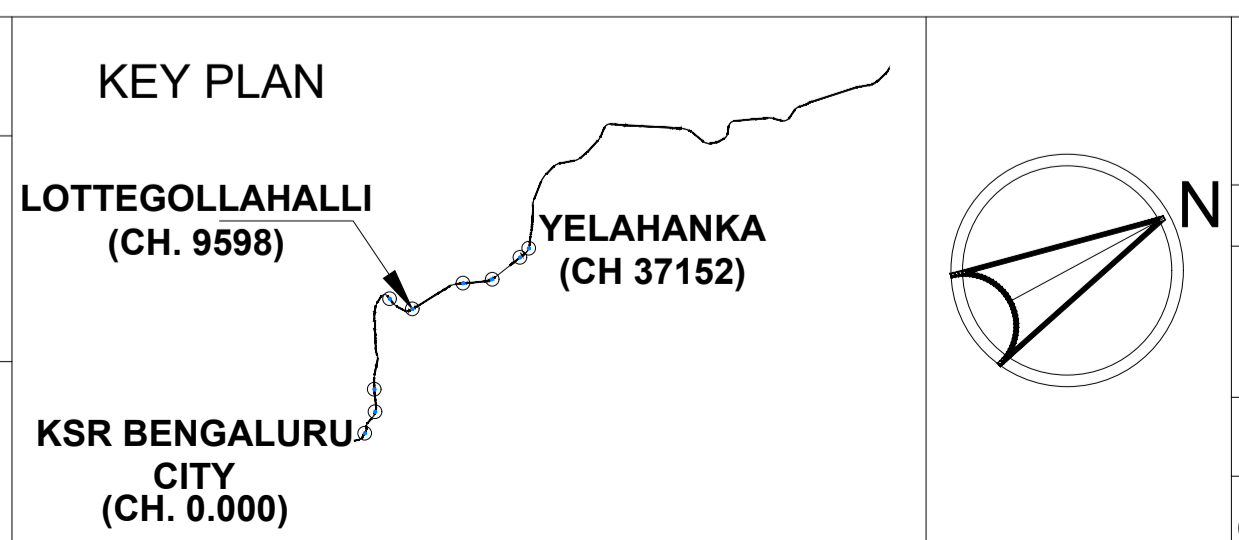 KEY PLAN
LOTTEGOLLAHALLI
(CH. 9598)
YELAHANKA
(CH 37152)
KSR BENGALURU
CITY
(CH. 0.000)
N